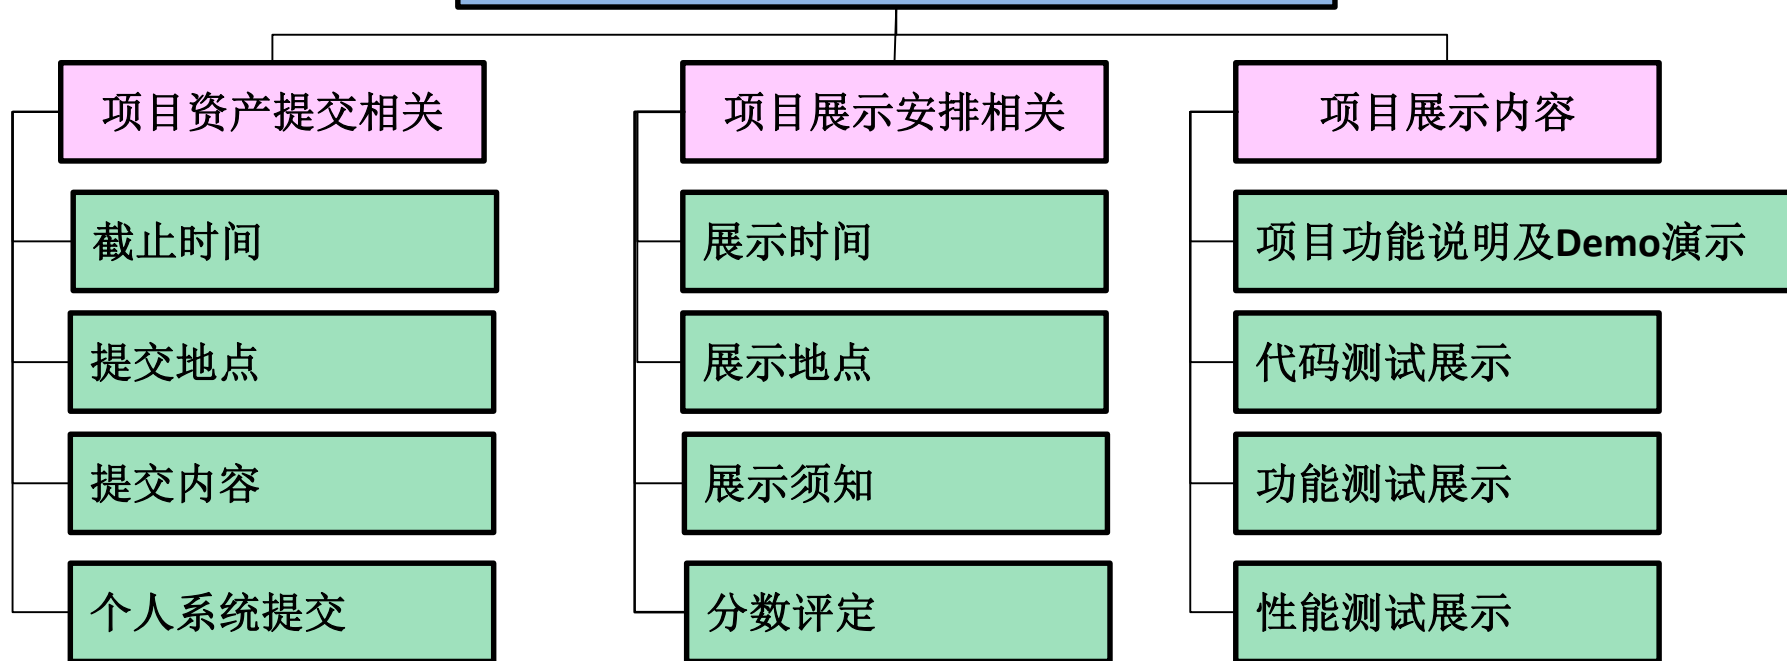 项目资产提交相关
截止时间
提交地点
提交内容
个人系统提交
项目展示安排相关
展示时间
展示地点
展示须知
分数评定
项目展示内容
项目功能说明及Demo演示
代码测试展示
功能测试展示
性能测试展示